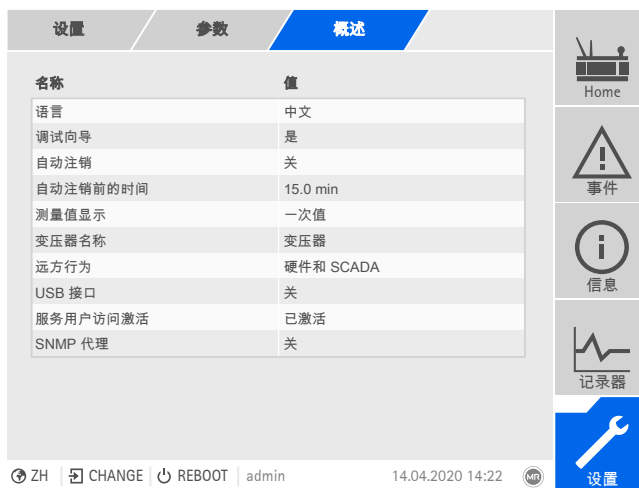 设置 参数 概述
名称 值
语言 中文
调试向导 是
自动注销 关
自动注销前的时间 15.0 min
测量值显示 一次值
变压器名称 变压器
远方行为 硬件和 SCADA
USB 接口 关
服务用户访问激活 已激活
SNMP 代理 关
Home
事件
信息
记录器
设置
ZH CHANGE REBOOT admin 14.04.2020 14:22 MR